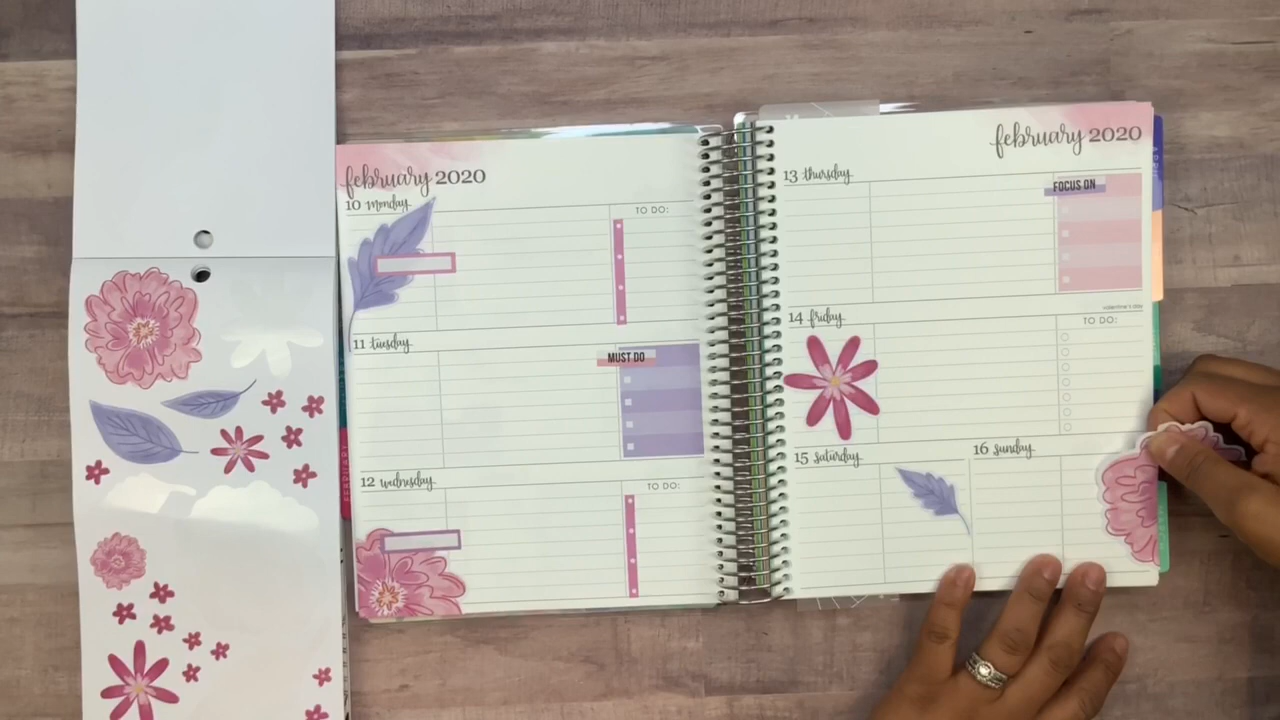 february 2020
10 monday
TO DO:
11 tuesday
MUST DO
12 wednesday
TO DO:
february 2020
13 thursday
FOCUS ON
valentine's day
14 friday
TO DO:
15 saturday
16 sunday